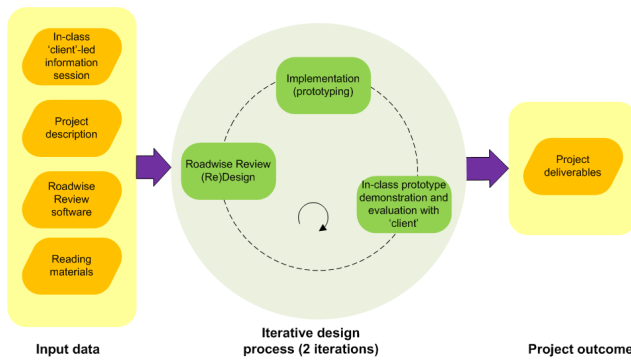 In-class
'client'-led
information
session
Project
description
Roadwise
Review
software
Reading
materials
Input data
Implementation
(prototyping)
Roadwise Review
(Re)Design
In-class prototype
demonstration and
evaluation with
'client'
Iterative design
process (2 iterations)
Project
deliverables
Project outcome